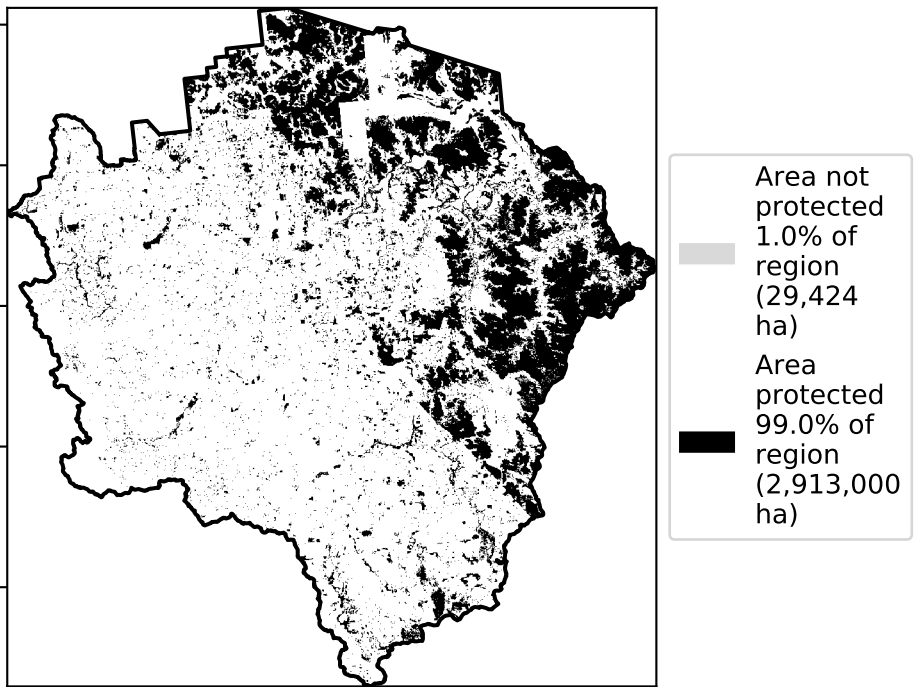 Area not
protected
1.0% of
region
(29,424
ha)
Area
protected
99.0% of
region
(2,913,000
ha)